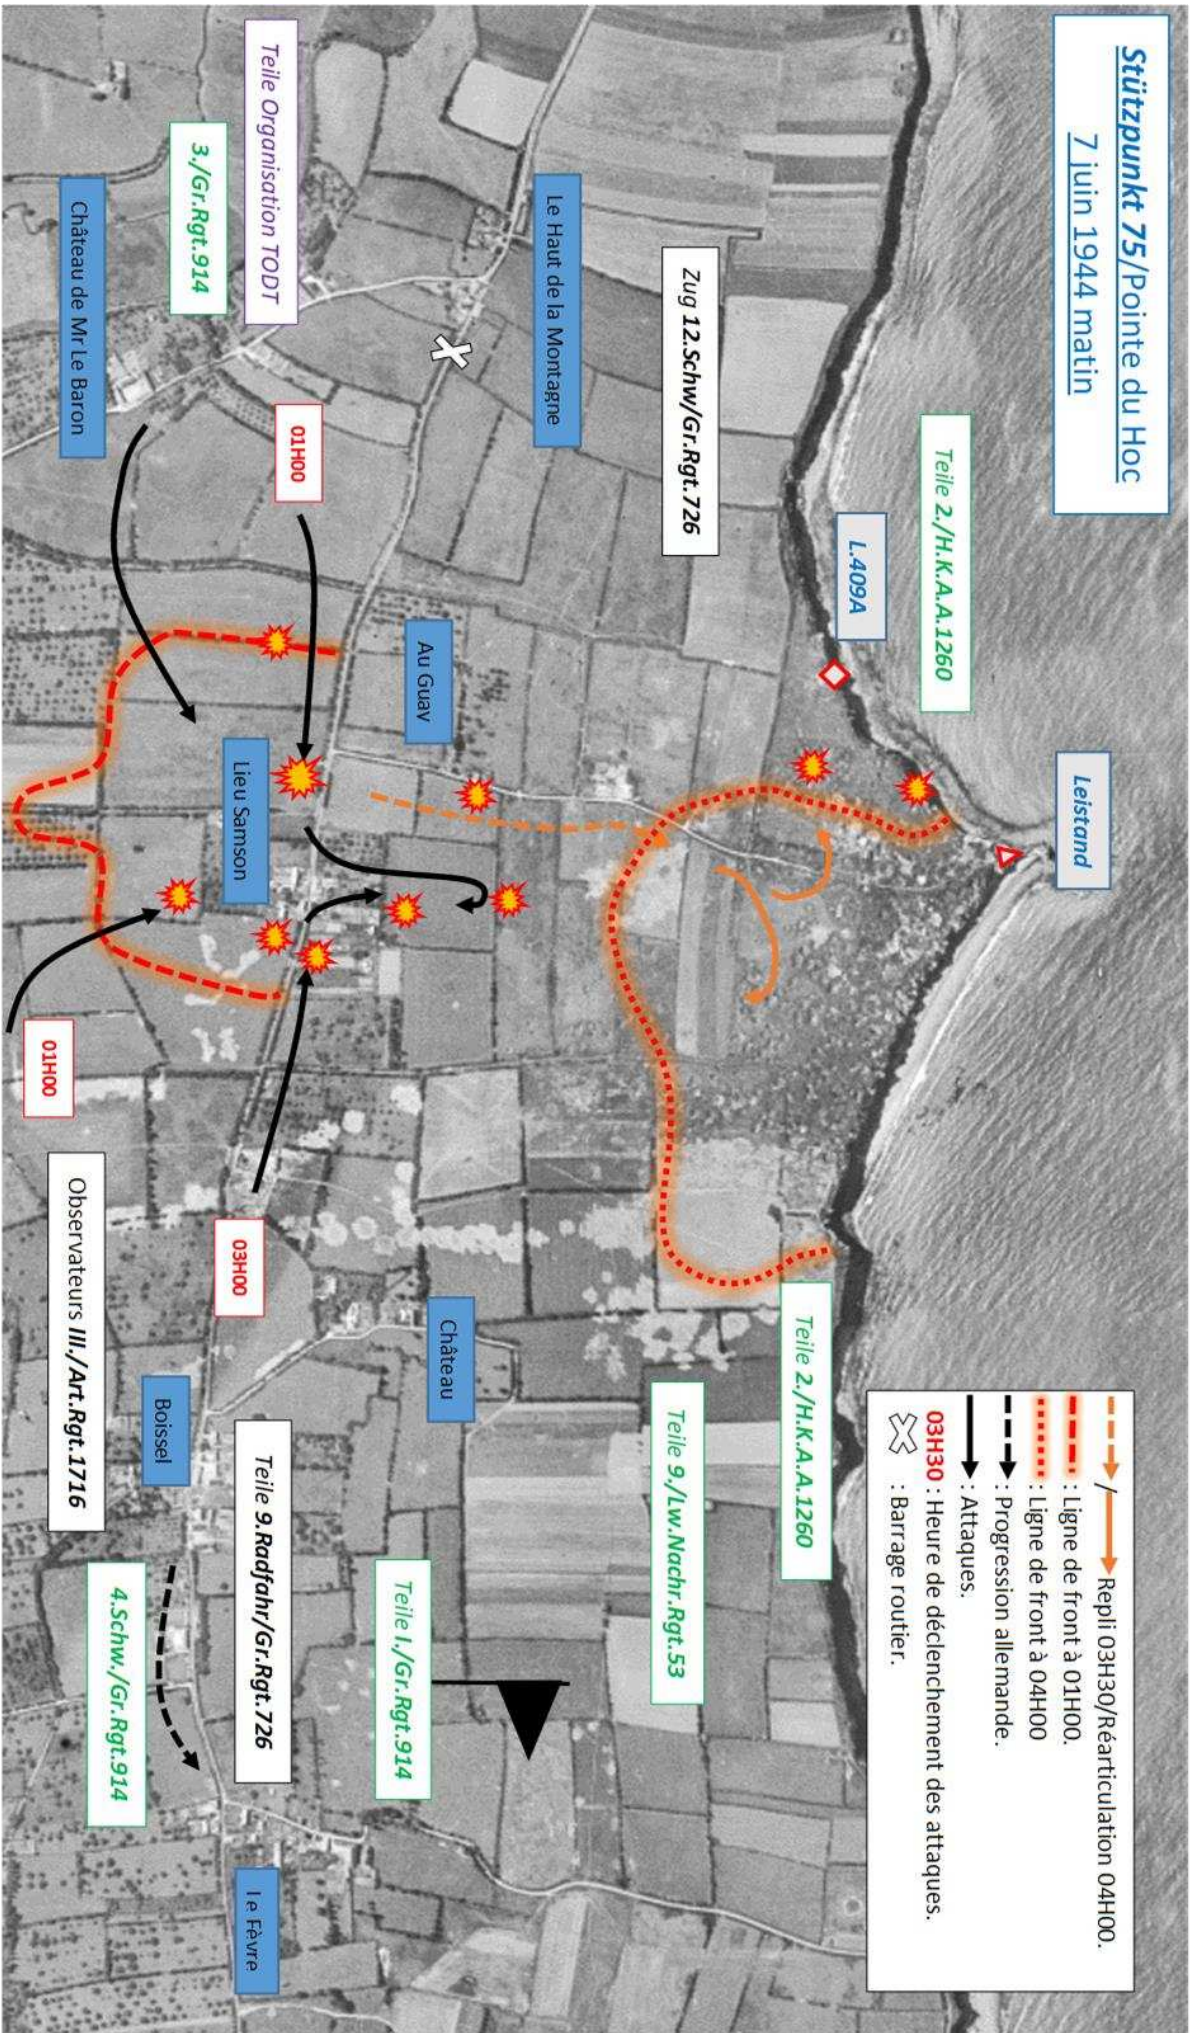 Stützpunkt 75/Pointe du Hoc
7 juin 1944 matin
Teile 2./H.K.A.A.1260
L.409A
Leistand
Zug 12.Schw/Gr.Rgt.726
Le Haut de la Montagne
Teile Organisation TODT
3./Gr.Rgt.914
Château de Mr Le Baron
01H00
Au Guay
Lieu Samson
01H00
03H00
Observateurs III./Art.Rgt.1716
Château
Boissel
Teile 9.Radfahr/Gr.Rgt.726
4.Schw./Gr.Rgt.914
Teile I./Gr.Rgt.914
Teile 9./Lw.Nachr.Rgt.53
Teile 2./H.K.A.A.1260
le Fèvre
/ Repli 03H30/Réarticulation 04H00.
: Ligne de front à 01H00.
: Ligne de front à 04H00
: Progression allemande.
: Attaques.
03H30 : Heure de déclenchement des attaques.
: Barrage routier.